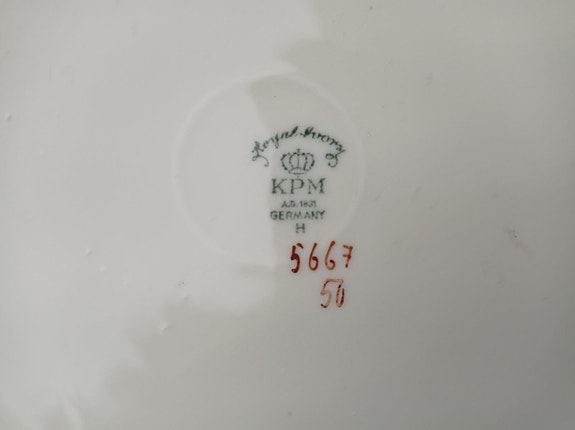 Royal Ivory
KPM
A.D. 1831
GERMANY
H
5667
50